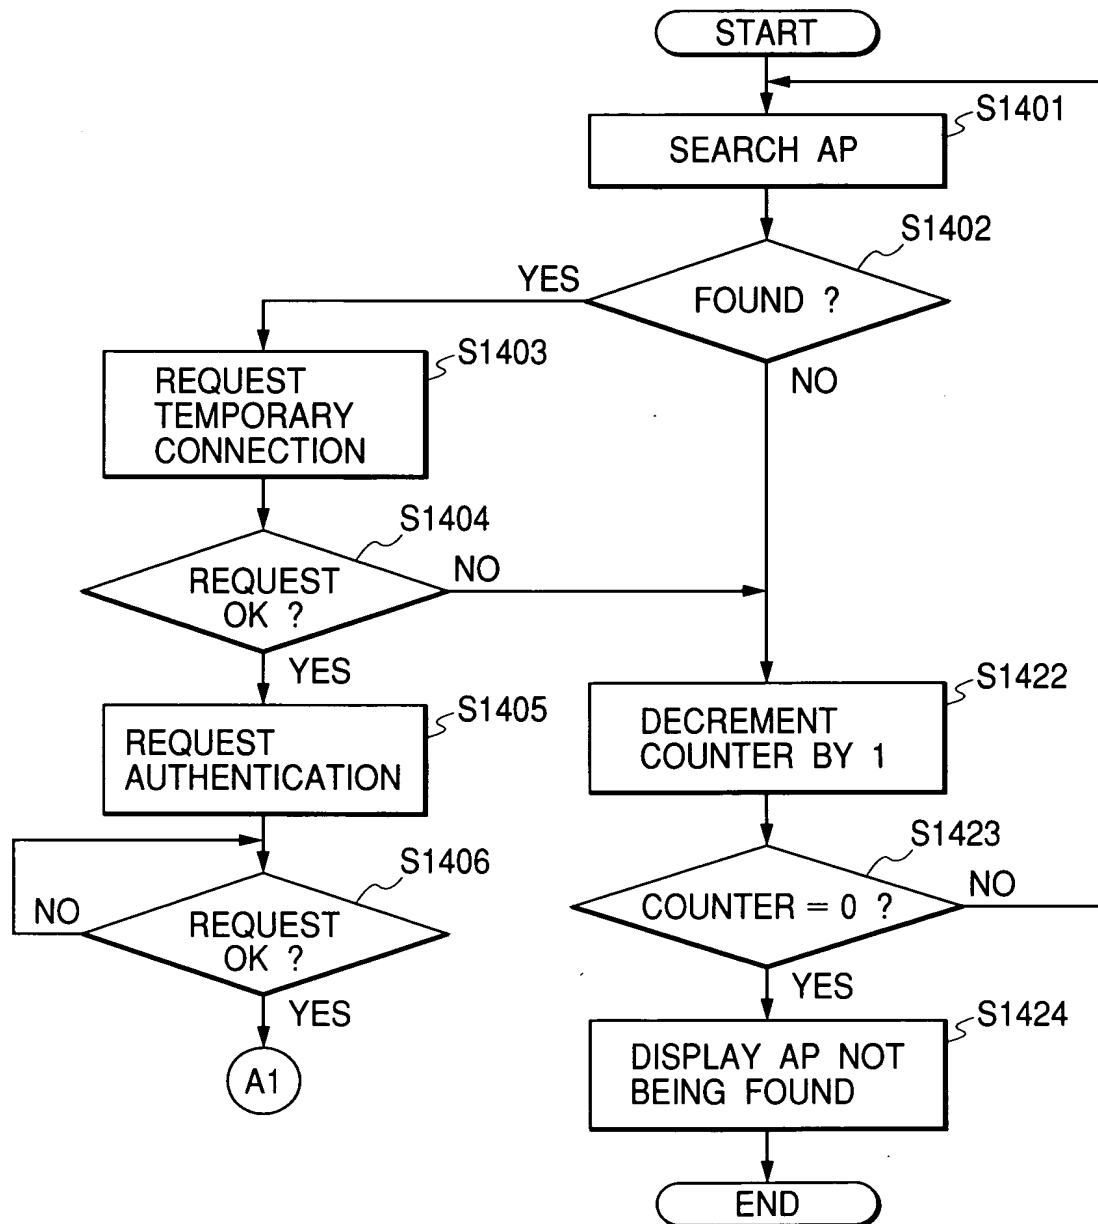 START
S1401
SEARCH AP
S1402
YES
FOUND ?
NO
S1403
REQUEST
TEMPORARY
CONNECTION
S1404
REQUEST
OK ?
NO
YES
S1405
REQUEST
AUTHENTICATION
S1422
DECREMENT
COUNTER BY 1
S1406
NO
REQUEST
OK ?
YES
A1
S1423
COUNTER = 0 ?
NO
YES
S1424
DISPLAY AP NOT
BEING FOUND
END